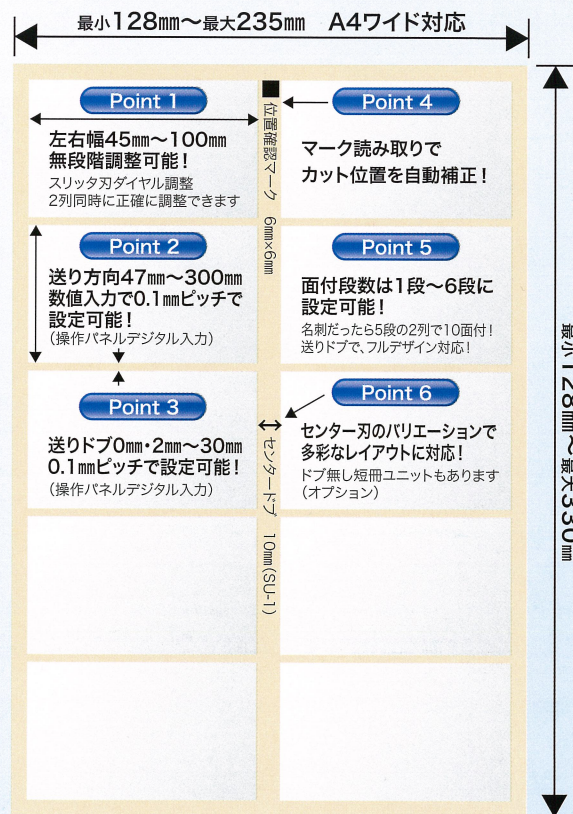 最小128㎜～最大235㎜　A4ワイド対応
Point 1
左右幅45㎜～100㎜
無段階調整可能！
スリッタ刃ダイヤル調整
2列同時に正確に調整できます
■位置確認マーク　6㎜×6㎜
Point 4
マーク読み取りで
カット位置を自動補正！
Point 2
送り方向47㎜～300㎜
数値入力で0.1㎜ピッチで
設定可能！
（操作パネルデジタル入力）
Point 5
面付段数は1段～6段に
設定可能！
名刺だったら5段の2列で10面付！
送りドブで、フルデザイン対応！
Point 3
送りドブ0㎜・2㎜～30㎜
0.1㎜ピッチで設定可能！
（操作パネルデジタル入力）
センタードブ　10㎜（SU-1）
Point 6
センター刃のバリエーションで
多彩なレイアウトに対応！
ドブ無し短冊ユニットもあります
（オプション）
最小128㎜～最大330㎜